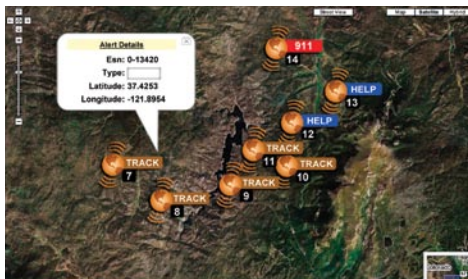 Street View
Map
Satellite
Hybrid
911
14
Alert Details
Esn: 0-13420
Type:
Latitude: 37.4253
Longitude: -121.8954
HELP
13
HELP
12
TRACK
11
TRACK
10
TRACK
7
TRACK
9
TRACK
8